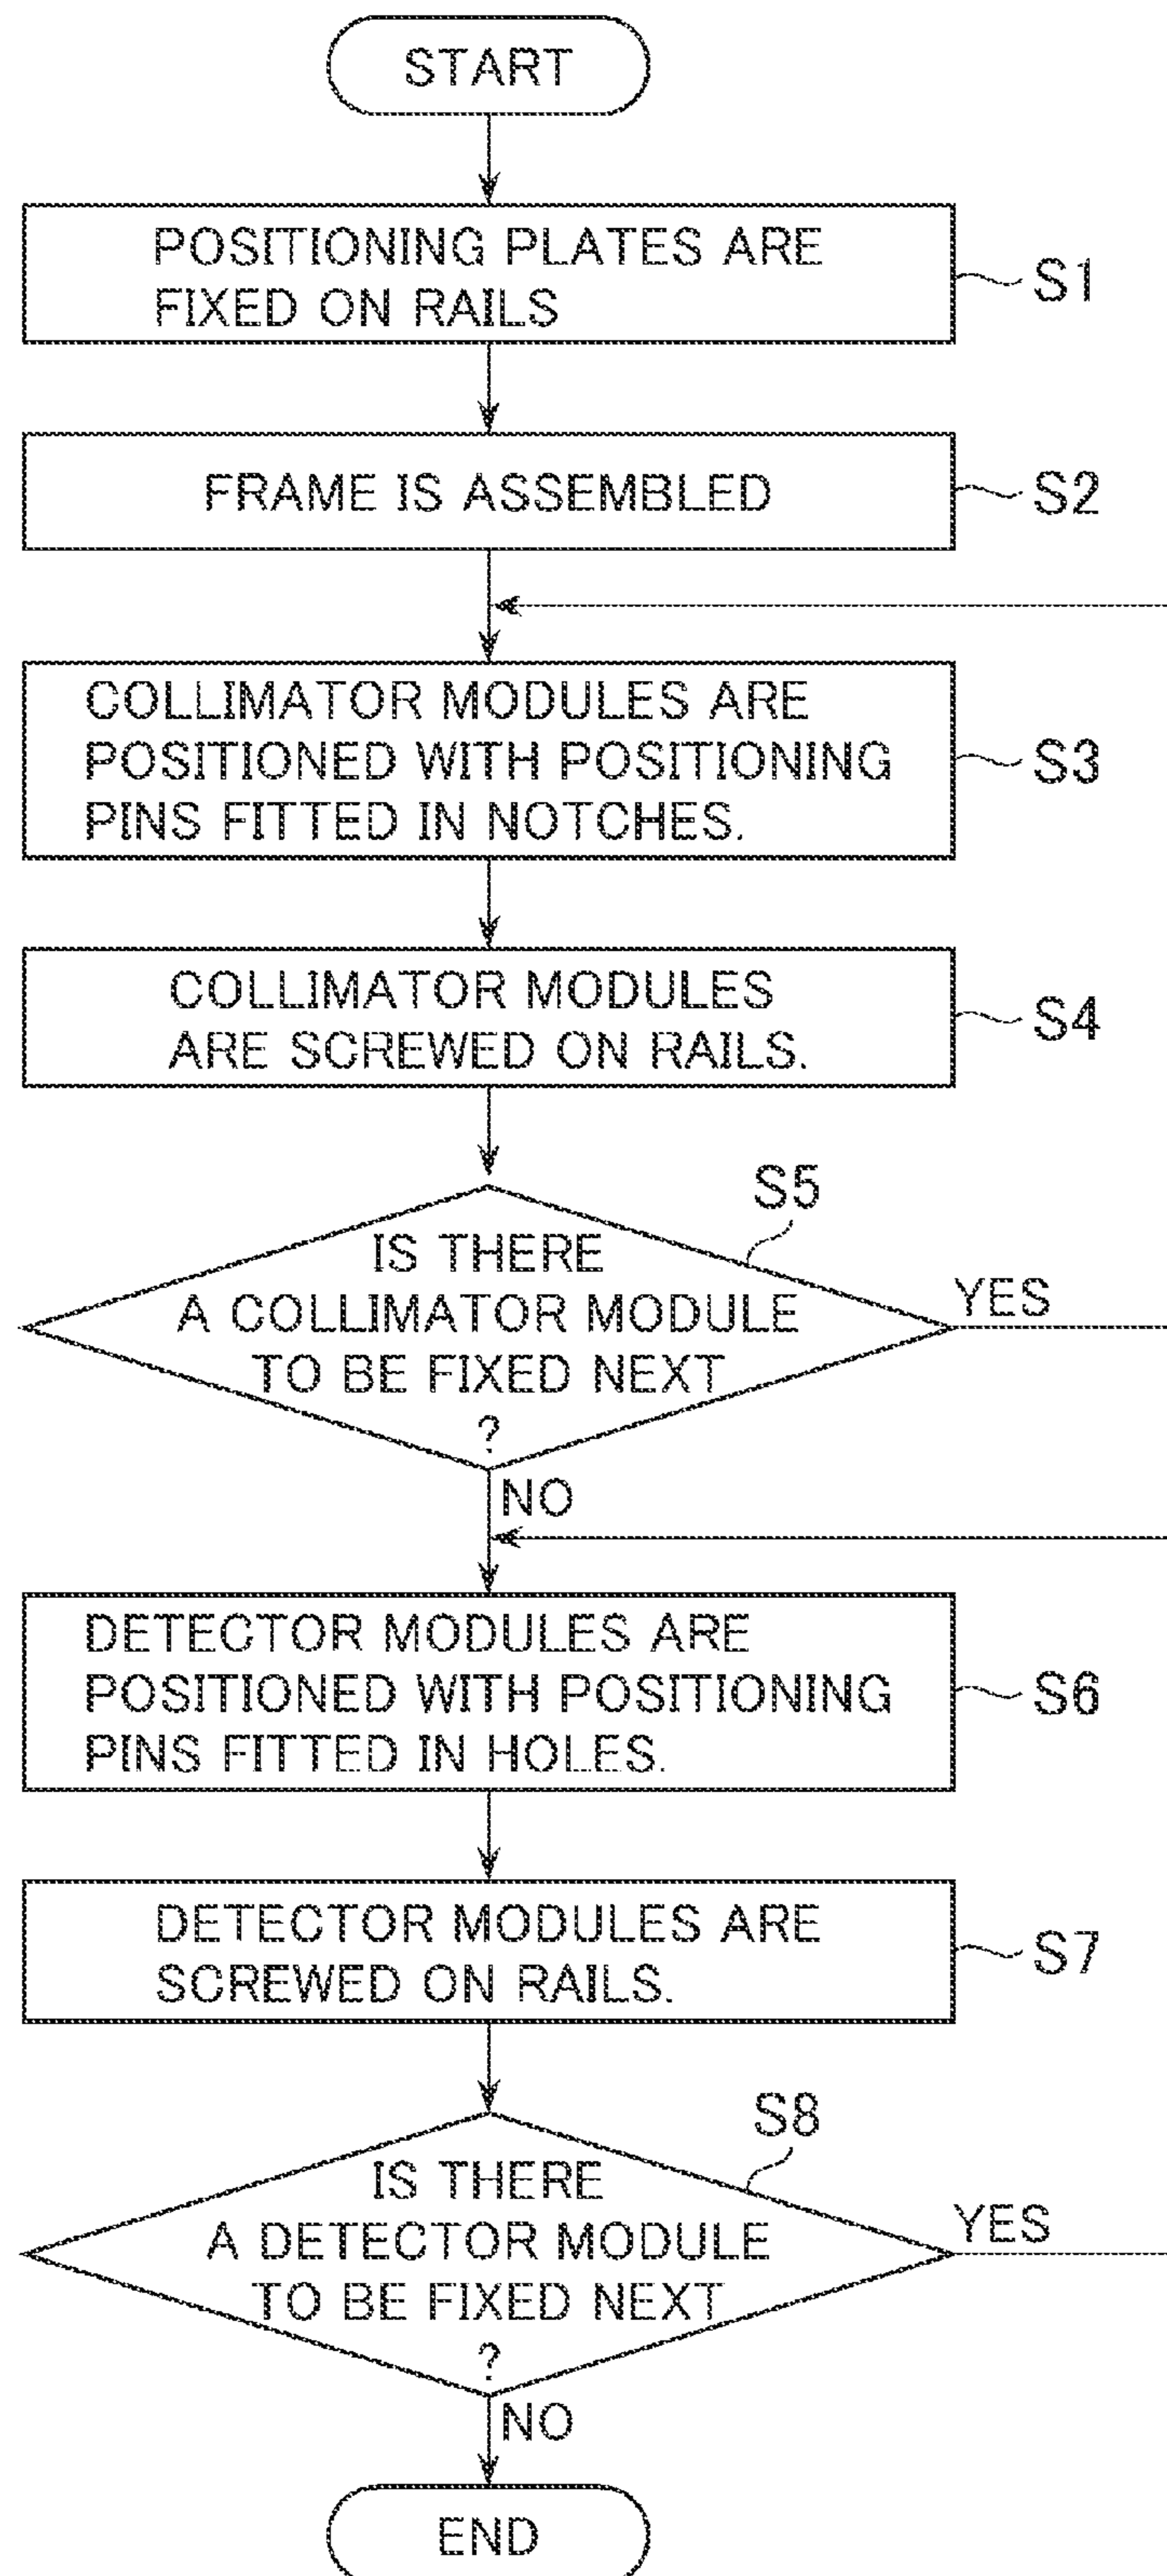 START
POSITIONING PLATES ARE
FIXED ON RAILS
S1
FRAME IS ASSEMBLED
S2
COLLIMATOR MODULES ARE
POSITIONED WITH POSITIONING
PINS FITTED IN NOTCHES.
S3
COLLIMATOR MODULES
ARE SCREWED ON RAILS.
S4
S5
IS THERE
A COLLIMATOR MODULE
TO BE FIXED NEXT
?
YES
NO
DETECTOR MODULES ARE
POSITIONED WITH POSITIONING
PINS FITTED IN HOLES.
S6
DETECTOR MODULES ARE
SCREWED ON RAILS.
S7
S8
IS THERE
A DETECTOR MODULE
TO BE FIXED NEXT
?
YES
NO
END